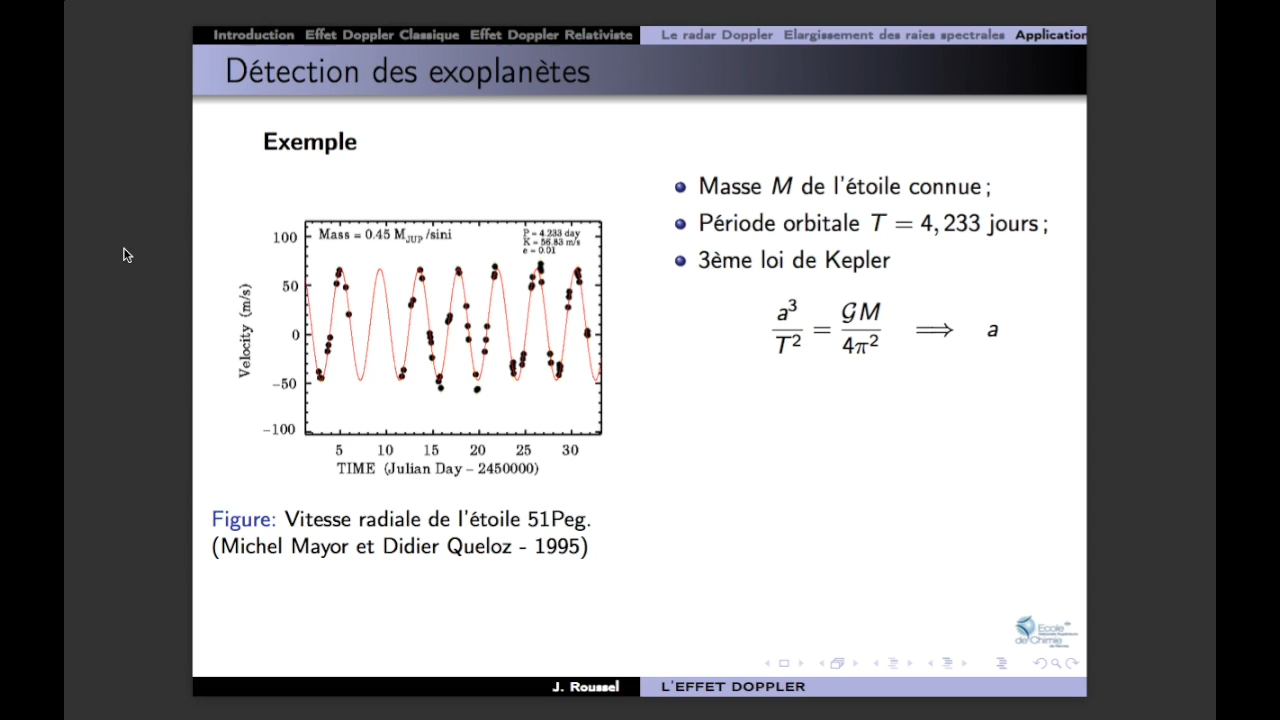 Introduction Effet Doppler Classique Effet Doppler Relativiste Le radar Doppler Elargissement des raies spectrales Application
Détection des exoplanètes
Exemple
Mass = 0.45 M_JUP /sini
P = 4.233 day
K = 56.83 m/s
e = 0.01
100
50
0
−50
−100
Velocity (m/s)
5 10 15 20 25 30
TIME (Julian Day − 2450000)
Figure: Vitesse radiale de l'étoile 51Peg.
(Michel Mayor et Didier Queloz - 1995)
Masse M de l'étoile connue ;
Période orbitale T = 4, 233 jours ;
3ème loi de Kepler
a³/T² = 𝒢M/4π² ⟹ a
Ecole
de Chimie
J. Roussel L'EFFET DOPPLER